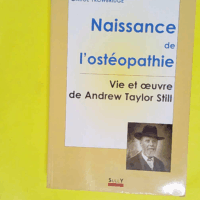 Naissance
de
l'ostéopathie
Vie et œuvre
de Andrew Taylor Still